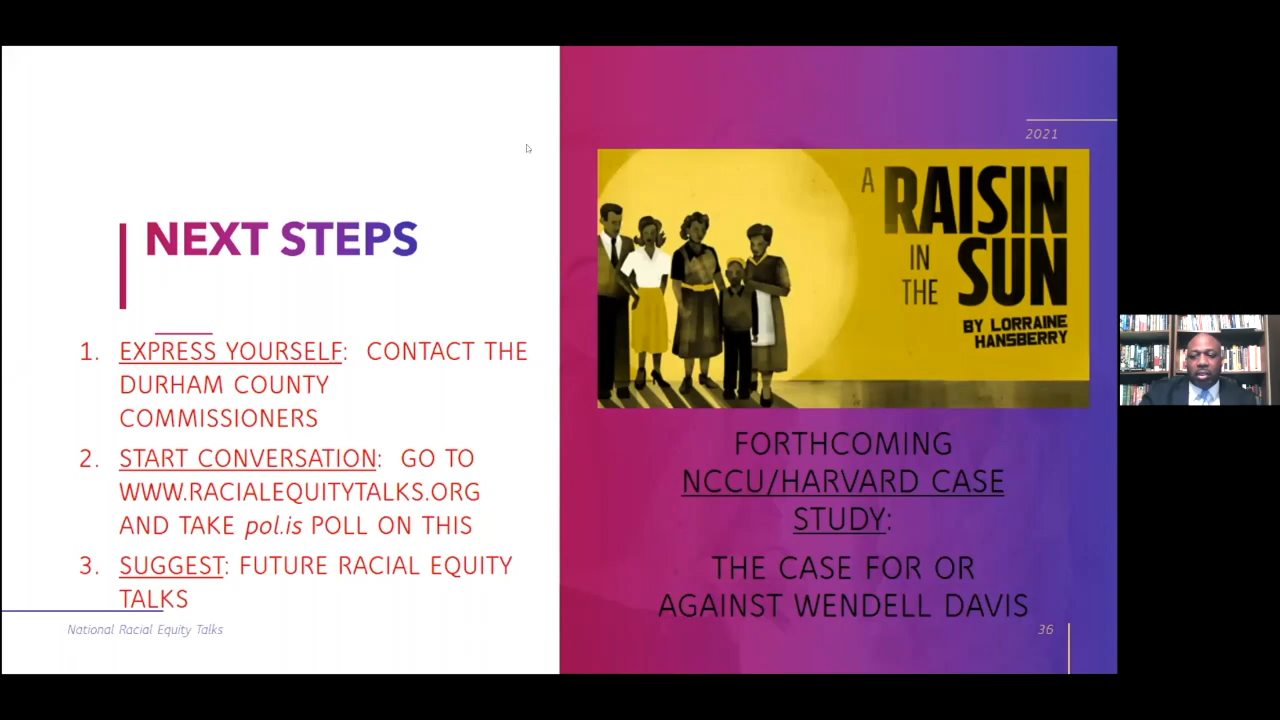 NEXT STEPS
1. EXPRESS YOURSELF: CONTACT THE
DURHAM COUNTY
COMMISSIONERS
2. START CONVERSATION: GO TO
WWW.RACIALEQUITYTALKS.ORG
AND TAKE pol.is POLL ON THIS
3. SUGGEST: FUTURE RACIAL EQUITY
TALKS
National Racial Equity Talks
2021
A RAISIN
IN
THE SUN
BY LORRAINE
HANSBERRY
FORTHCOMING
NCCU/HARVARD CASE
STUDY:
THE CASE FOR OR
AGAINST WENDELL DAVIS
36